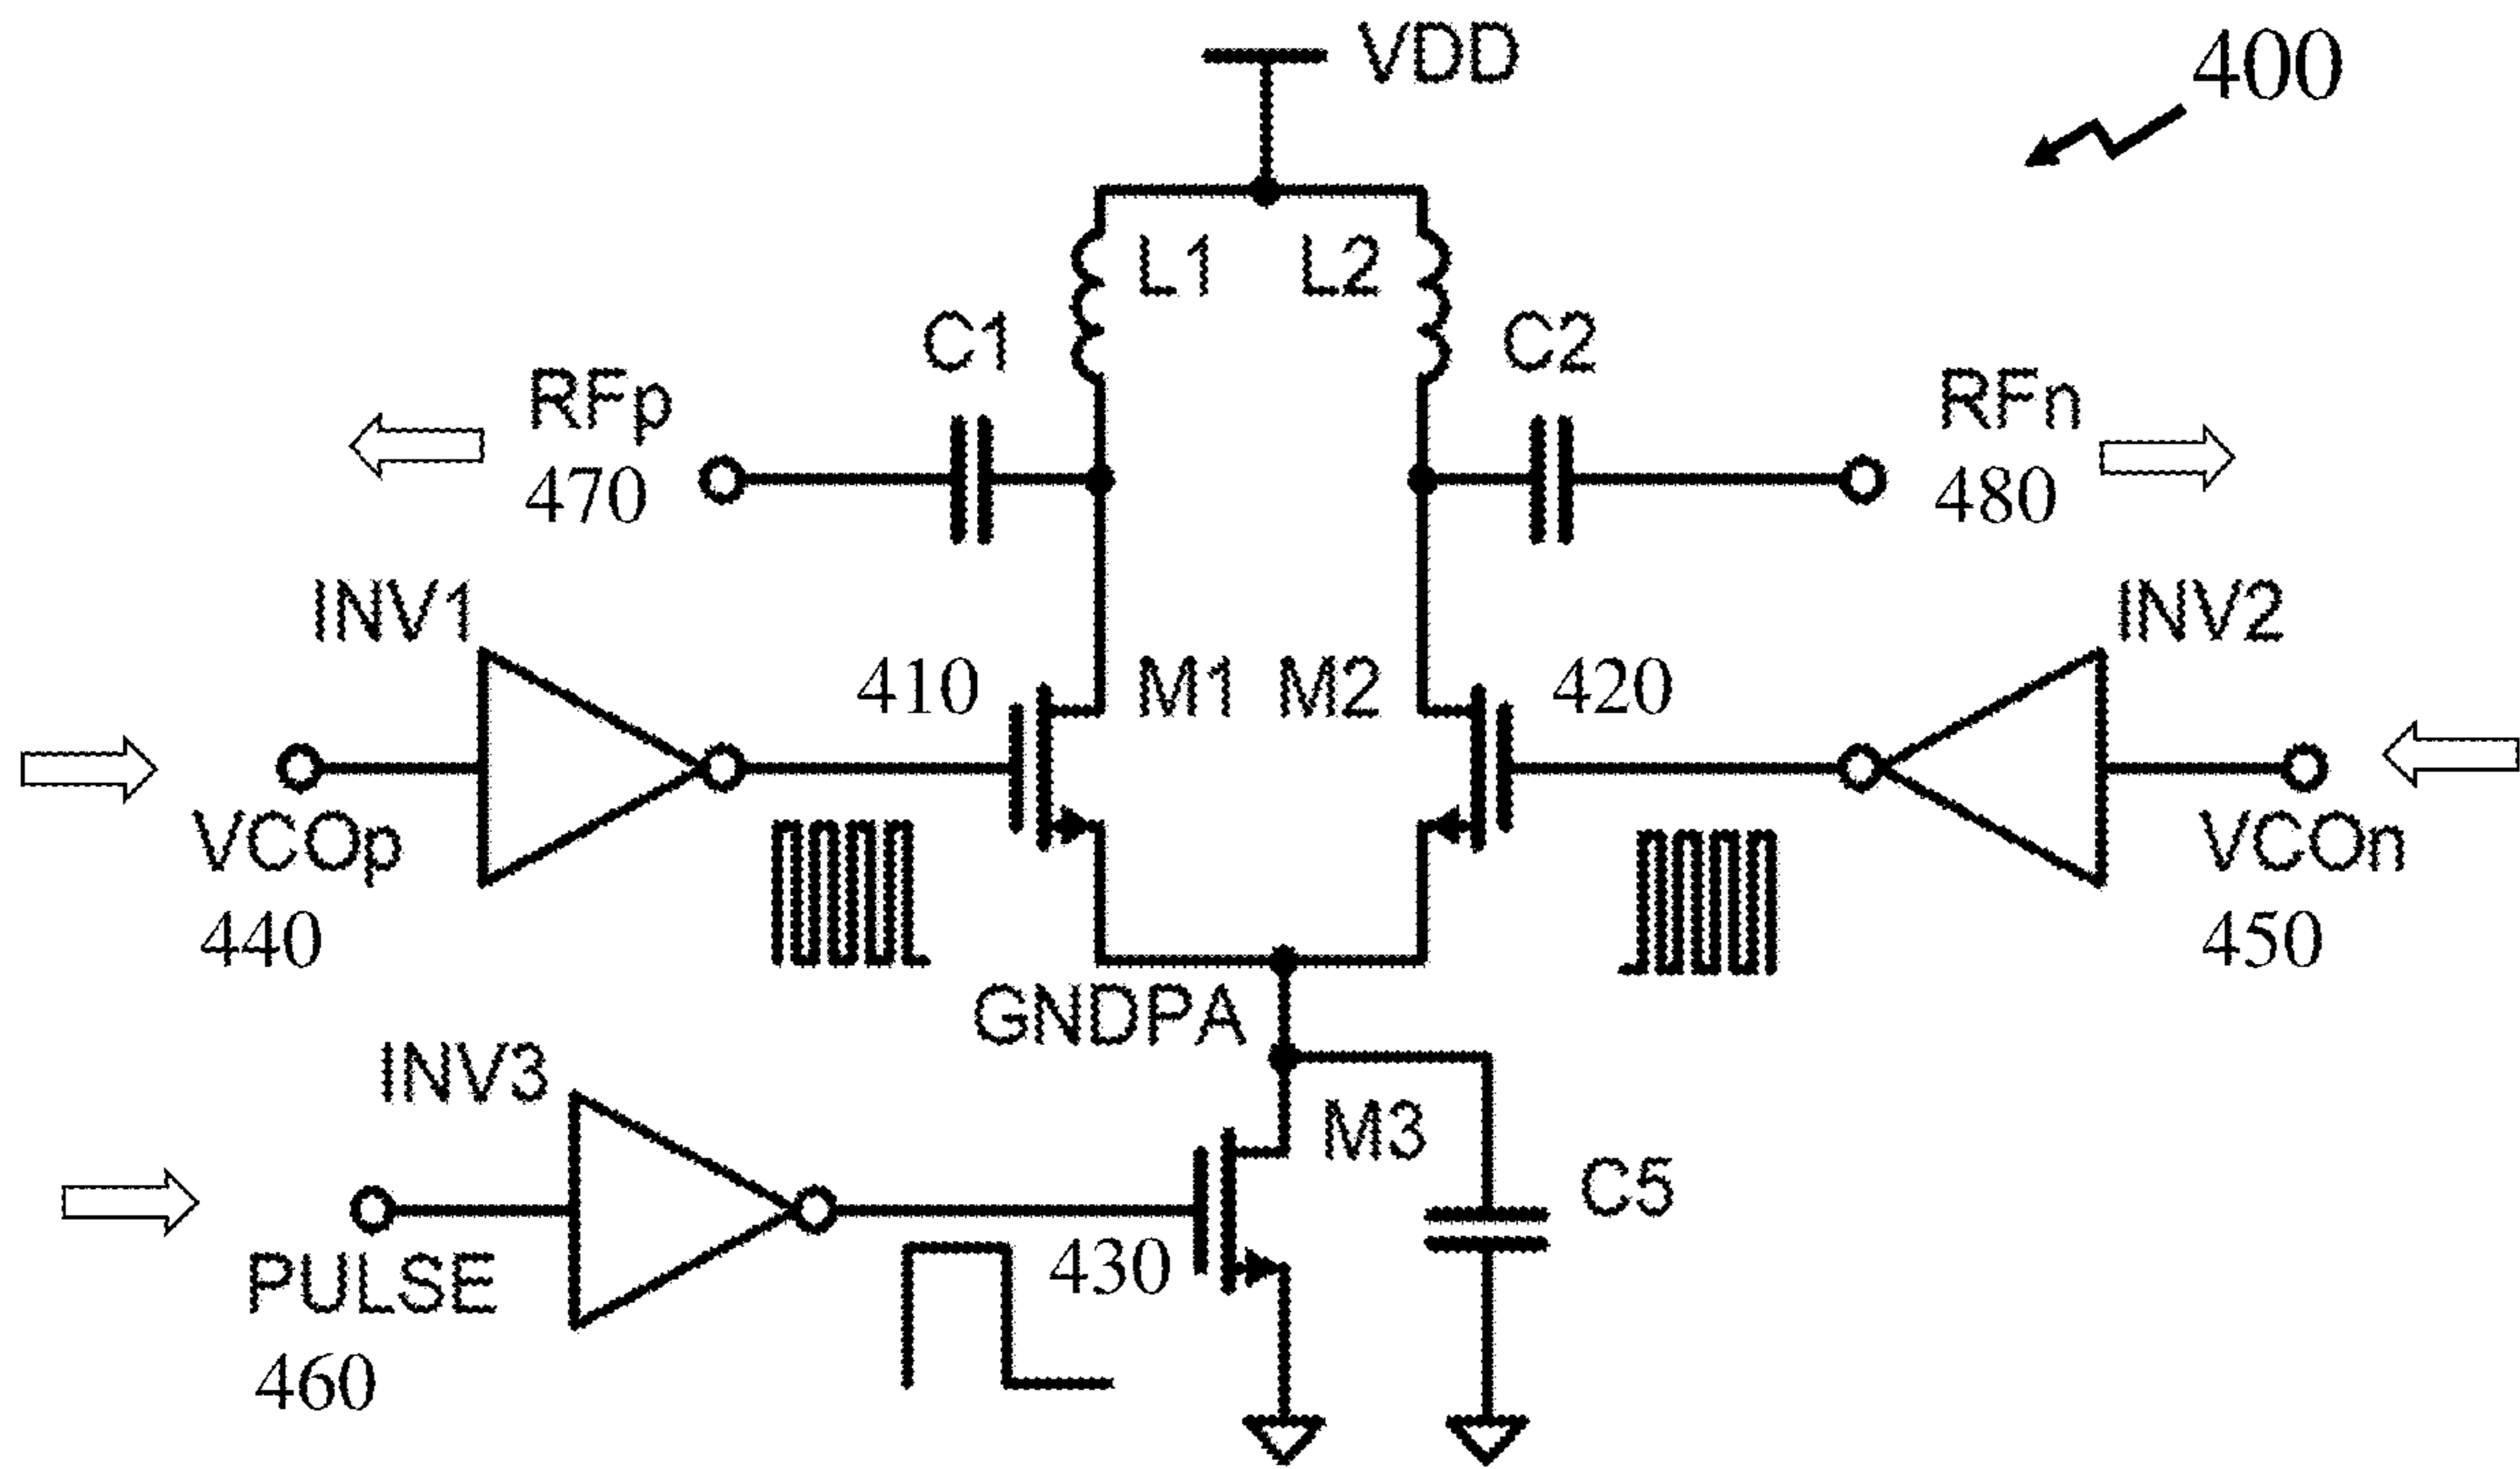 VDD
400
L1 L2
C1
C2
RFp
470
RFn
480
INV1
INV2
410
M1 M2
420
VCOp
440
VCOn
450
GNDPA
INV3
M3
C5
430
PULSE
460